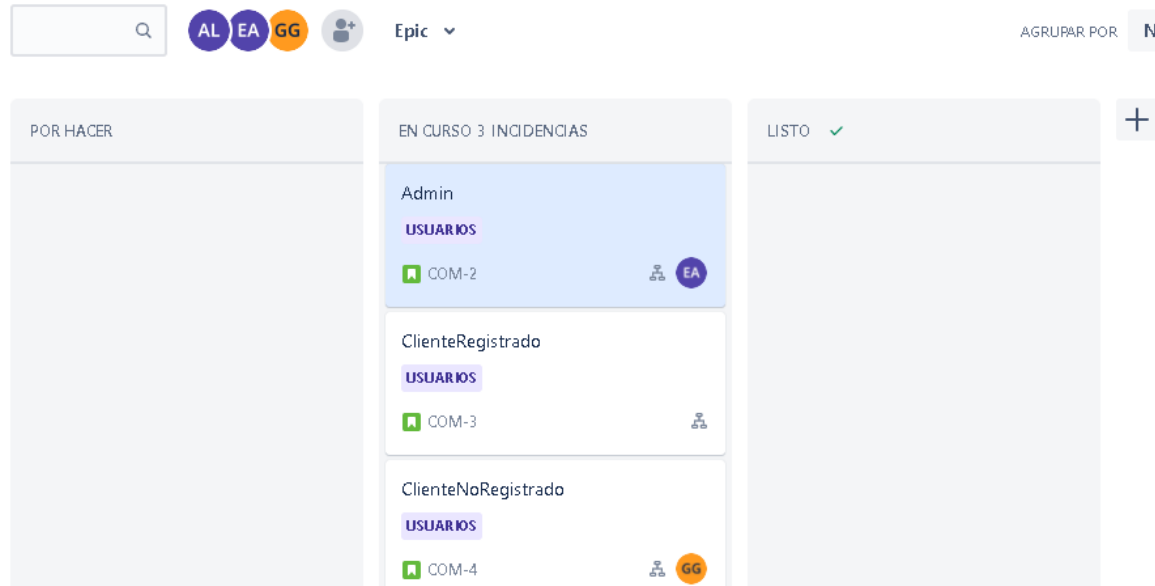 AL EA GG Epic AGRUPAR POR N
POR HACER
EN CURSO 3 INCIDENCIAS
LISTO
Admin
USUARIOS
COM-2 EA
ClienteRegistrado
USUARIOS
COM-3
ClienteNoRegistrado
USUARIOS
COM-4 GG